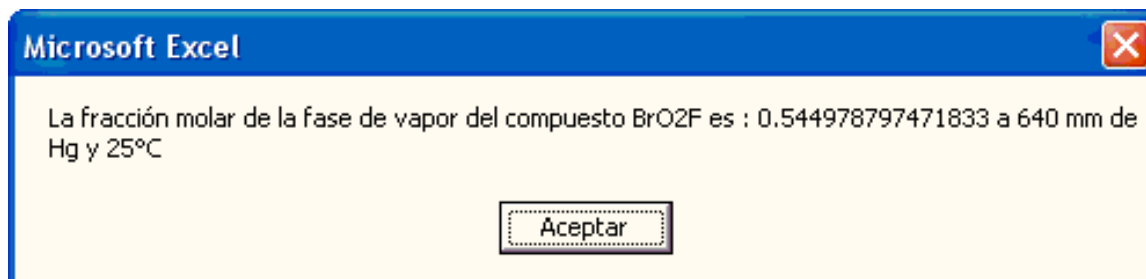 Microsoft Excel
La fracción molar de la fase de vapor del compuesto BrO2F es : 0.544978797471833 a 640 mm de
Hg y 25°C
Aceptar